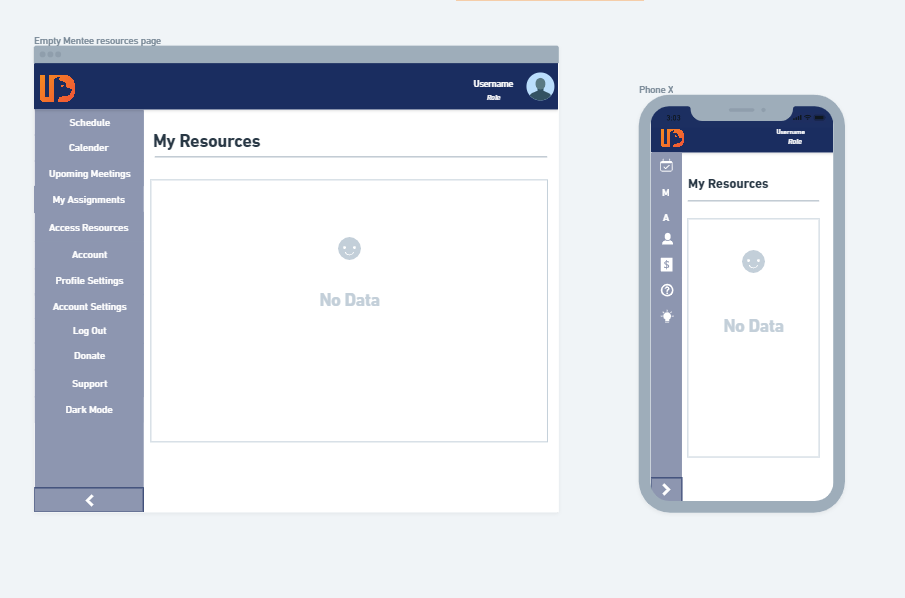 Empty Mentee resources page
Username
Role
Schedule
Calender
Upoming Meetings
My Assignments
Access Resources
Account
Profile Settings
Account Settings
Log Out
Donate
Support
Dark Mode
My Resources
No Data
Phone X
Username
Role
M
A
$
?
My Resources
No Data